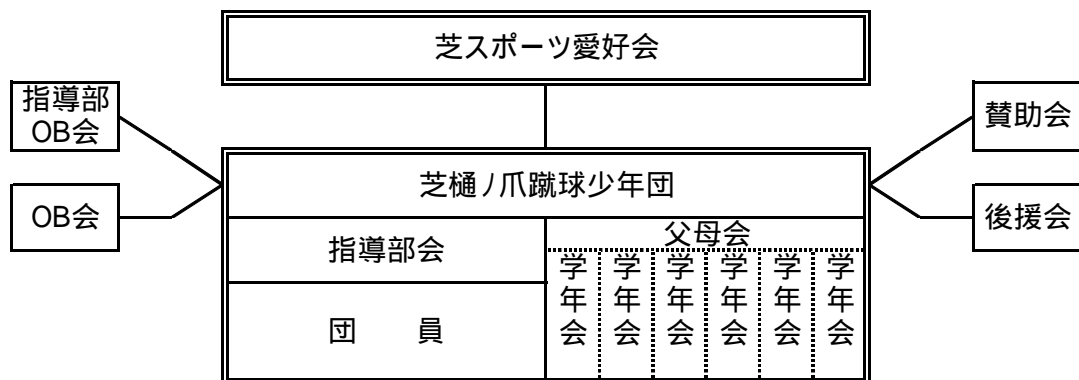 芝スポーツ愛好会
指導部
OB会
賛助会
芝樋ノ爪蹴球少年団
OB会
後援会
指導部会
父母会
団　　員
学年会
学年会
学年会
学年会
学年会
学年会